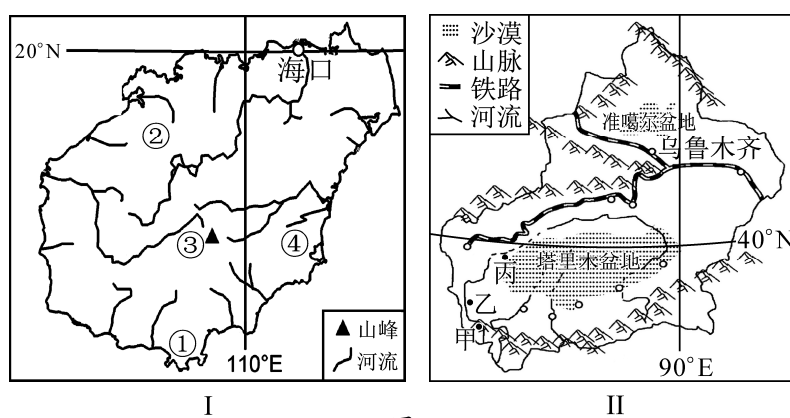 20°N
海口
②
③
④
①
110°E
▲山峰
河流
Ⅰ
沙漠
山脉
铁路
河流
准噶尔盆地
乌鲁木齐
40°N
塔里木盆地
丙
乙
甲
90°E
Ⅱ